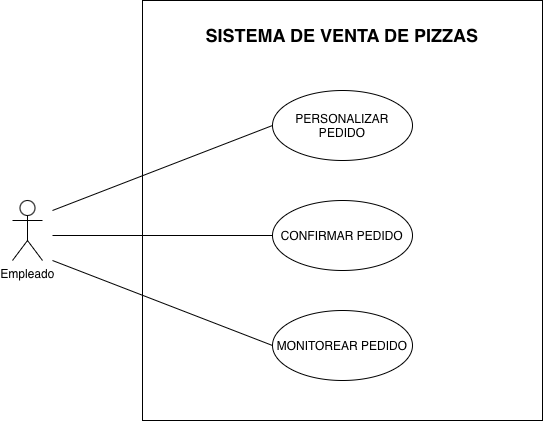 SISTEMA DE VENTA DE PIZZAS
PERSONALIZAR
PEDIDO
CONFIRMAR PEDIDO
Empleado
MONITOREAR PEDIDO